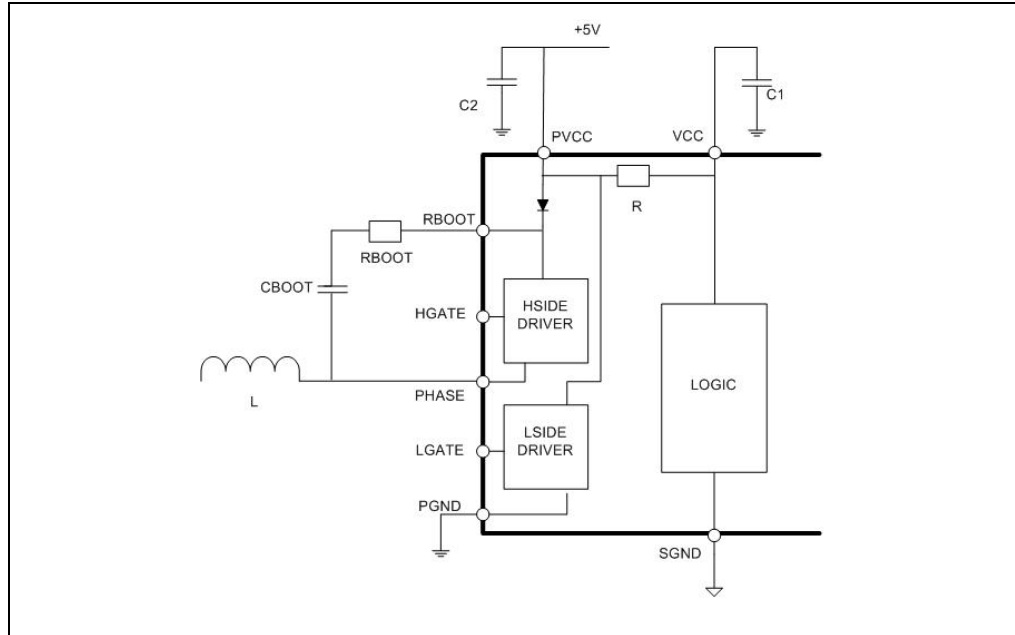 +5V
C2
C1
PVCC
VCC
R
RBOOT
RBOOT
CBOOT
HGATE
HSIDE
DRIVER
PHASE
L
LOGIC
LGATE
LSIDE
DRIVER
PGND
SGND